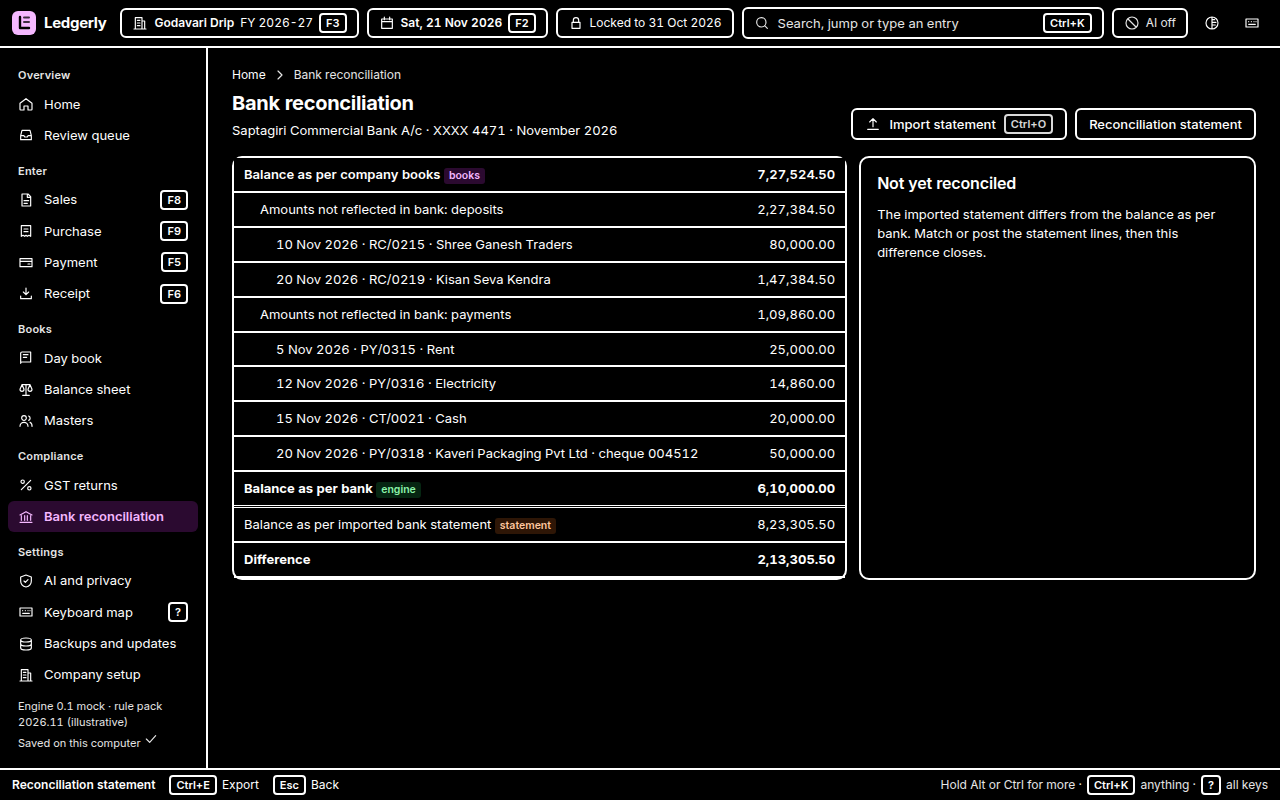 Ledgerly
Godavari Drip FY 2026-27 F3
Sat, 21 Nov 2026 F2
Locked to 31 Oct 2026
Search, jump or type an entry Ctrl+K
AI off
Overview
Home
Review queue
Enter
Sales F8
Purchase F9
Payment F5
Receipt F6
Books
Day book
Balance sheet
Masters
Compliance
GST returns
Bank reconciliation
Settings
AI and privacy
Keyboard map ?
Backups and updates
Company setup
Engine 0.1 mock · rule pack
2026.11 (illustrative)
Saved on this computer
Home > Bank reconciliation
Bank reconciliation
Saptagiri Commercial Bank A/c · XXXX 4471 · November 2026
Import statement Ctrl+O
Reconciliation statement
Balance as per company books books 7,27,524.50
Amounts not reflected in bank: deposits 2,27,384.50
10 Nov 2026 · RC/0215 · Shree Ganesh Traders 80,000.00
20 Nov 2026 · RC/0219 · Kisan Seva Kendra 1,47,384.50
Amounts not reflected in bank: payments 1,09,860.00
5 Nov 2026 · PY/0315 · Rent 25,000.00
12 Nov 2026 · PY/0316 · Electricity 14,860.00
15 Nov 2026 · CT/0021 · Cash 20,000.00
20 Nov 2026 · PY/0318 · Kaveri Packaging Pvt Ltd · cheque 004512 50,000.00
Balance as per bank engine 6,10,000.00
Balance as per imported bank statement statement 8,23,305.50
Difference 2,13,305.50
Not yet reconciled
The imported statement differs from the balance as per
bank. Match or post the statement lines, then this
difference closes.
Reconciliation statement Ctrl+E Export Esc Back
Hold Alt or Ctrl for more · Ctrl+K anything · ? all keys